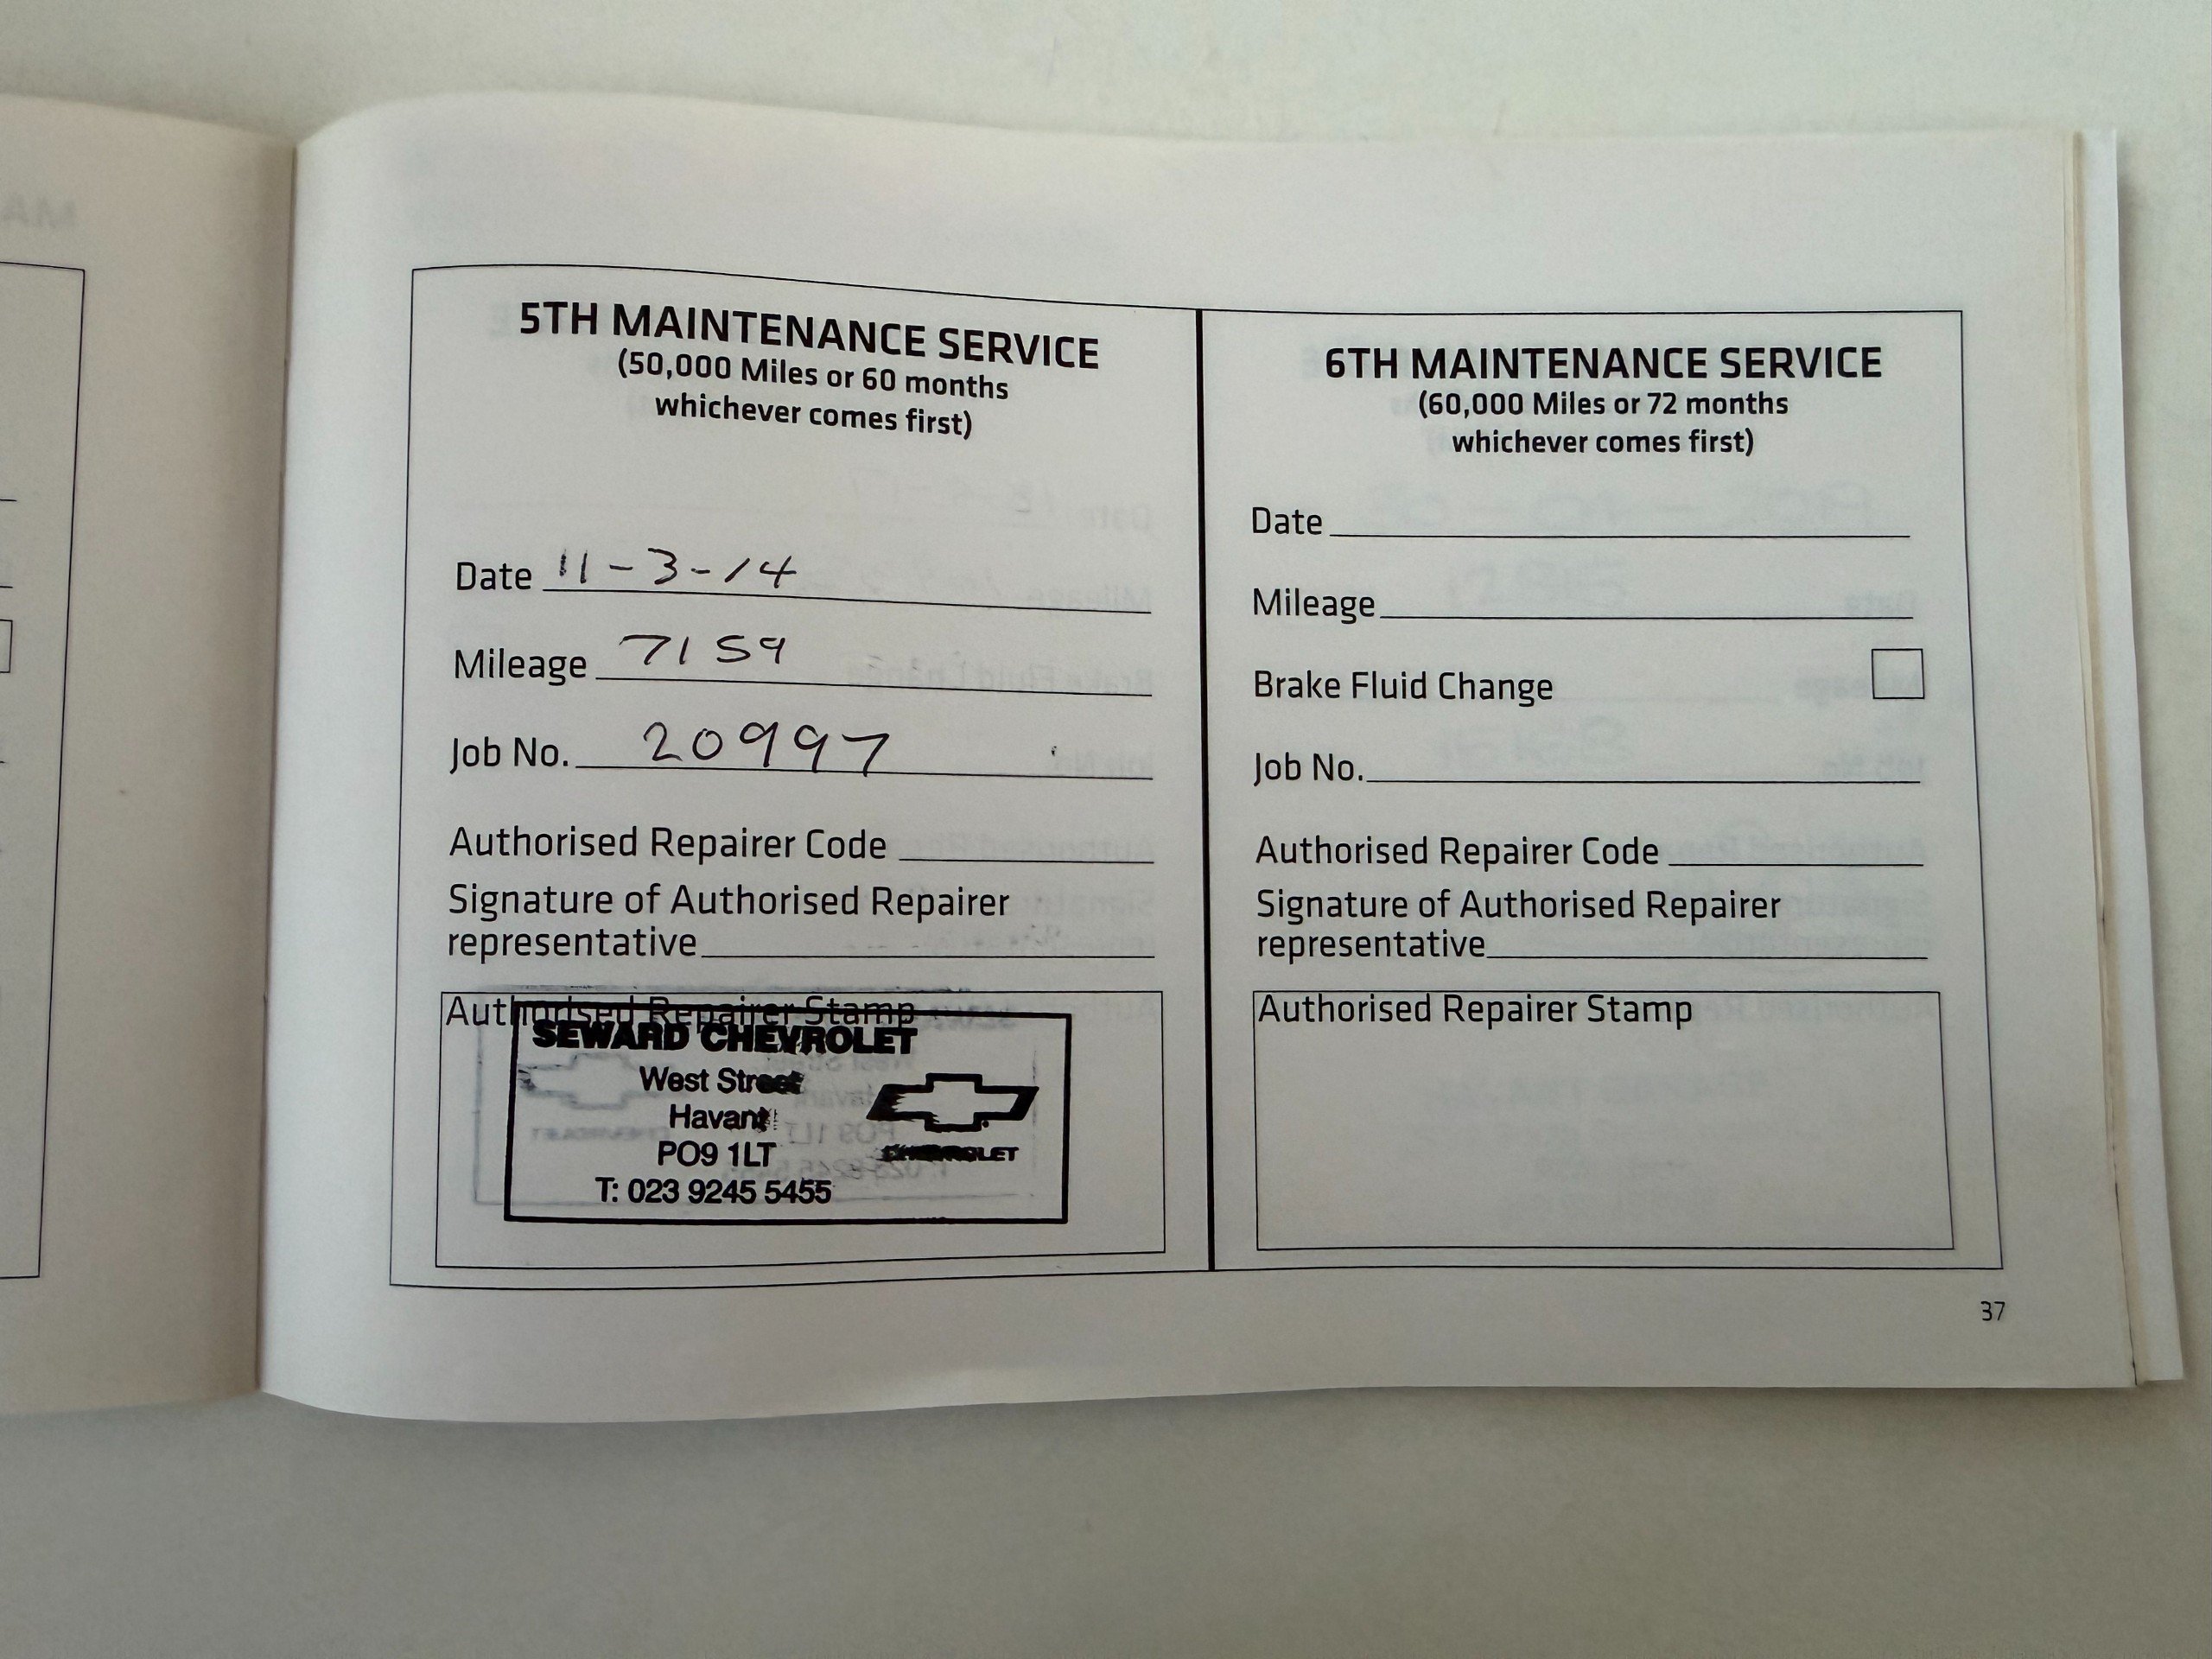 MA
5TH MAINTENANCE SERVICE
(50,000 Miles or 60 months
whichever comes first)
Date 11-3-14
Mileage 7159
Job No. 20997
Authorised Repairer Code
Signature of Authorised Repairer
representative
Authorised Repairer Stamp
SEWARD CHEVROLET
West Street
Havant
PO9 1LT
T: 023 9245 5455
CHEVROLET
6TH MAINTENANCE SERVICE
(60,000 Miles or 72 months
whichever comes first)
Date
Mileage
Brake Fluid Change
Job No.
Authorised Repairer Code
Signature of Authorised Repairer
representative
Authorised Repairer Stamp
37